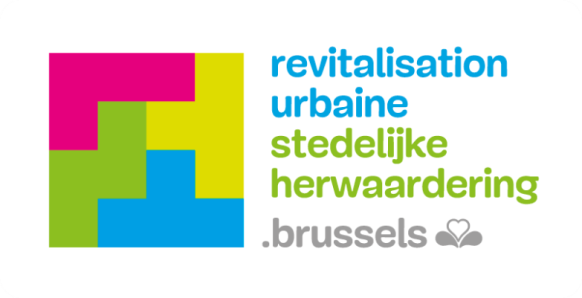 revitalisation
urbaine
stedelijke
herwaardering
.brussels